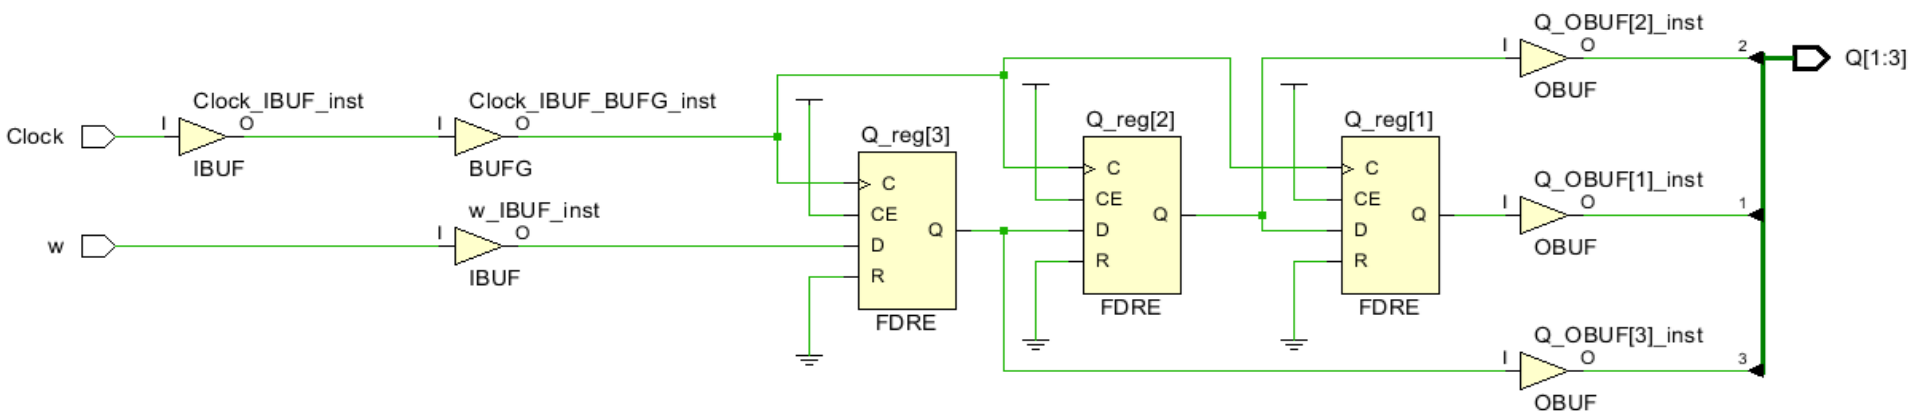 Clock
I
Clock_IBUF_inst
O
IBUF
I
Clock_IBUF_BUFG_inst
O
BUFG
w
I
w_IBUF_inst
O
IBUF
Q_reg[3]
C
CE
D
R
Q
FDRE
Q_reg[2]
C
CE
D
R
Q
FDRE
Q_reg[1]
C
CE
D
R
Q
FDRE
Q_OBUF[2]_inst
I
O
OBUF
2
Q[1:3]
Q_OBUF[1]_inst
I
O
OBUF
1
Q_OBUF[3]_inst
I
O
OBUF
3